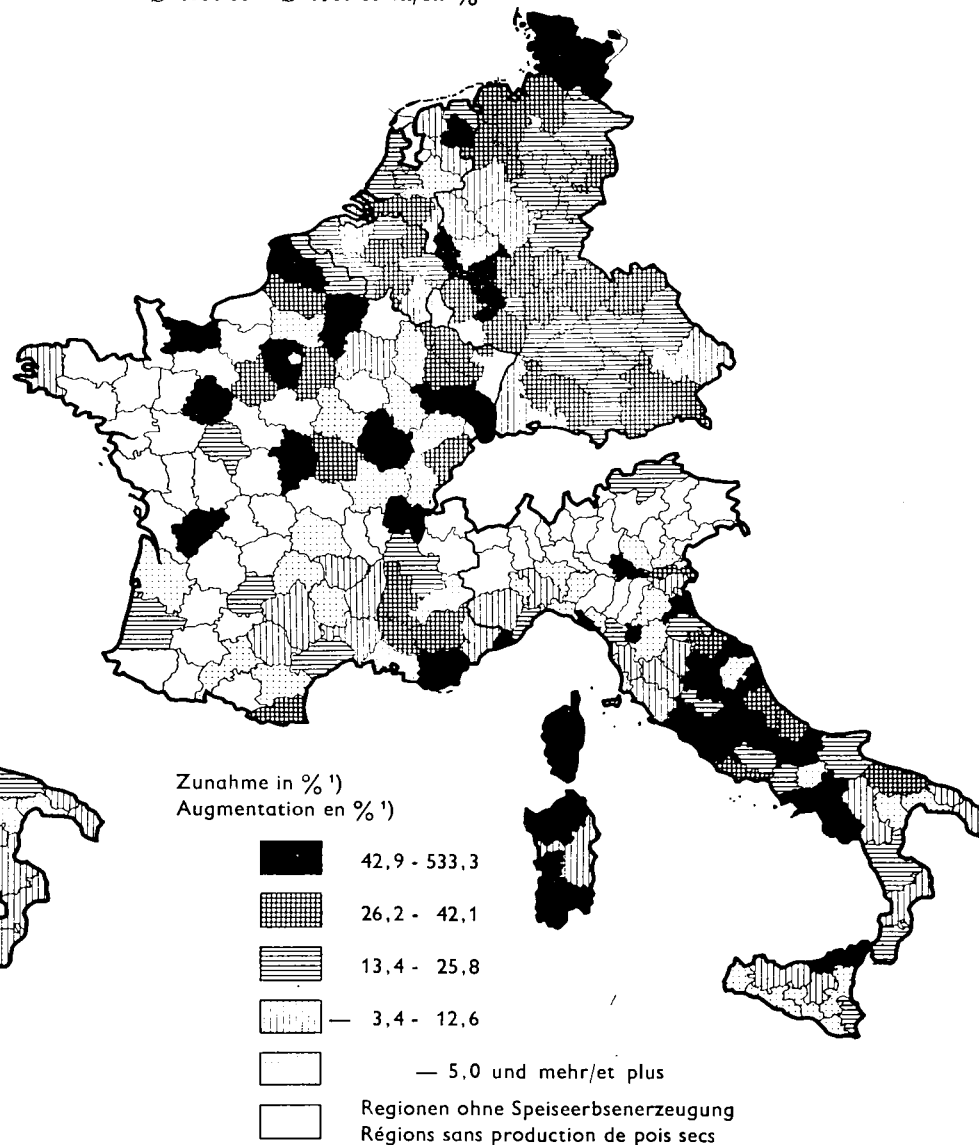 Zunahme in % ¹)
Augmentation en % ¹)
42,9 - 533,3
26,2 - 42,1
13,4 - 25,8
— 3,4 - 12,6
— 5,0 und mehr/et plus
Regionen ohne Speiseerbsenerzeugung
Régions sans production de pois secs